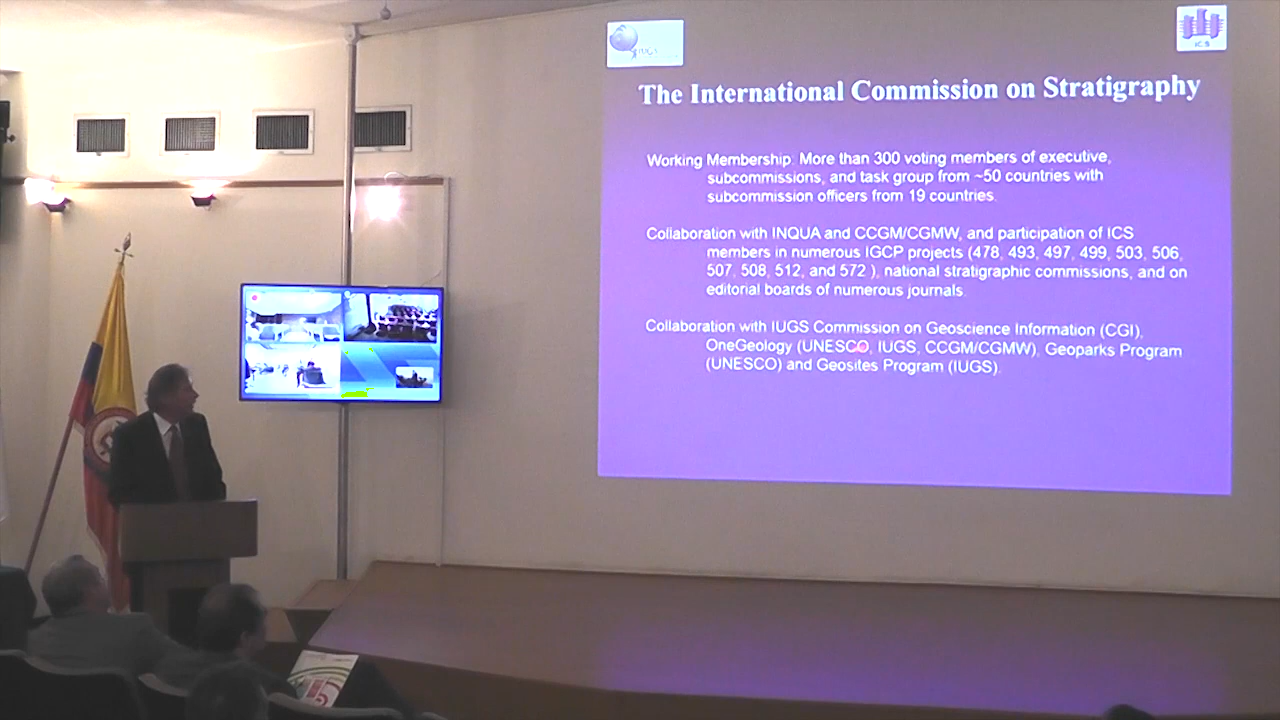 IUGS
ICS
The International Commission on Stratigraphy
Working Membership: More than 300 voting members of executive,
subcommissions, and task group from ~50 countries with
subcommission officers from 19 countries.
Collaboration with INQUA and CCGM/CGMW, and participation of ICS
members in numerous IGCP projects (478, 493, 497, 499, 503, 506,
507, 508, 512, and 572 ), national stratigraphic commissions, and on
editorial boards of numerous journals.
Collaboration with IUGS Commission on Geoscience Information (CGI),
OneGeology (UNESCO, IUGS, CCGM/CGMW), Geoparks Program
(UNESCO) and Geosites Program (IUGS).